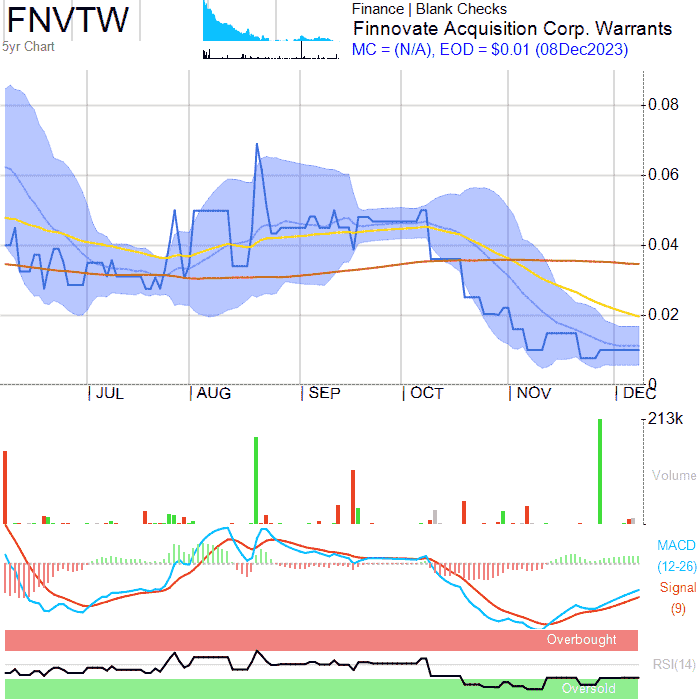 FNVTW
5yr Chart
Finance | Blank Checks
Finnovate Acquisition Corp. Warrants
MC = (N/A), EOD = $0.01 (08Dec2023)
0.08
0.06
0.04
0.02
0
JUL AUG SEP OCT NOV DEC
213k
Volume
MACD
(12-26)
Signal
(9)
Overbought
RSI(14)
Oversold